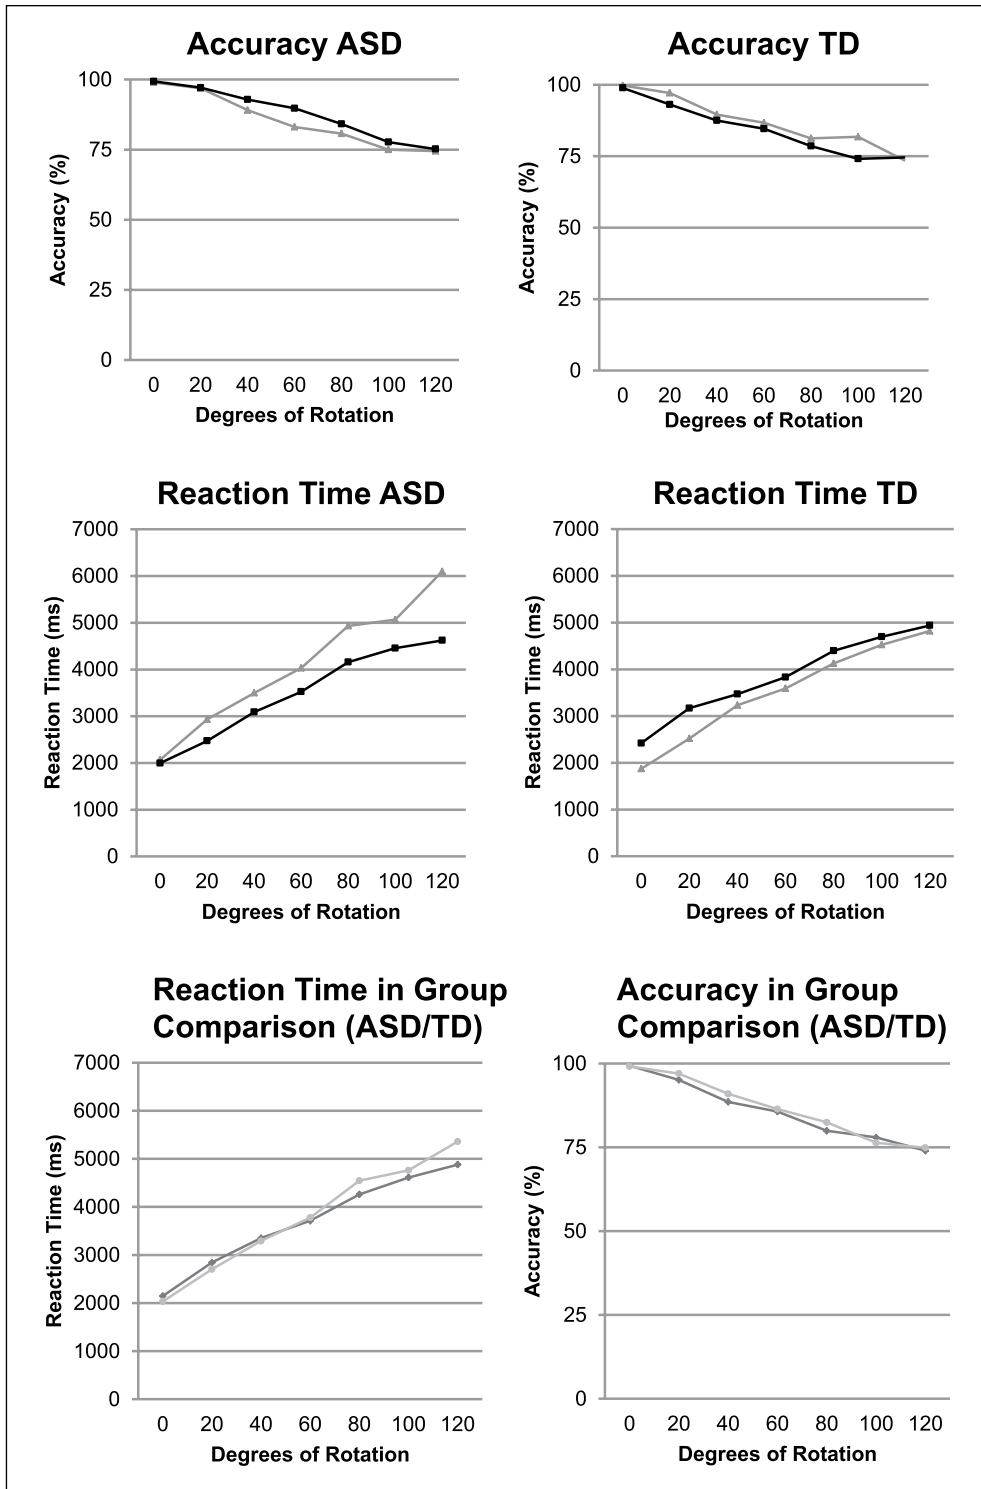 Accuracy ASD
100
75
50
25
0
Accuracy (%)
0 20 40 60 80 100 120
Degrees of Rotation
Accuracy TD
100
75
50
25
0
Accuracy (%)
0 20 40 60 80 100 120
Degrees of Rotation
Reaction Time ASD
7000
6000
5000
4000
3000
2000
1000
0
Reaction Time (ms)
0 20 40 60 80 100 120
Degrees of Rotation
Reaction Time TD
7000
6000
5000
4000
3000
2000
1000
0
Reaction Time (ms)
0 20 40 60 80 100 120
Degrees of Rotation
Reaction Time in Group
Comparison (ASD/TD)
7000
6000
5000
4000
3000
2000
1000
0
Reaction Time (ms)
0 20 40 60 80 100 120
Degrees of Rotation
Accuracy in Group
Comparison (ASD/TD)
100
75
50
25
0
Accuracy (%)
0 20 40 60 80 100 120
Degrees of Rotation